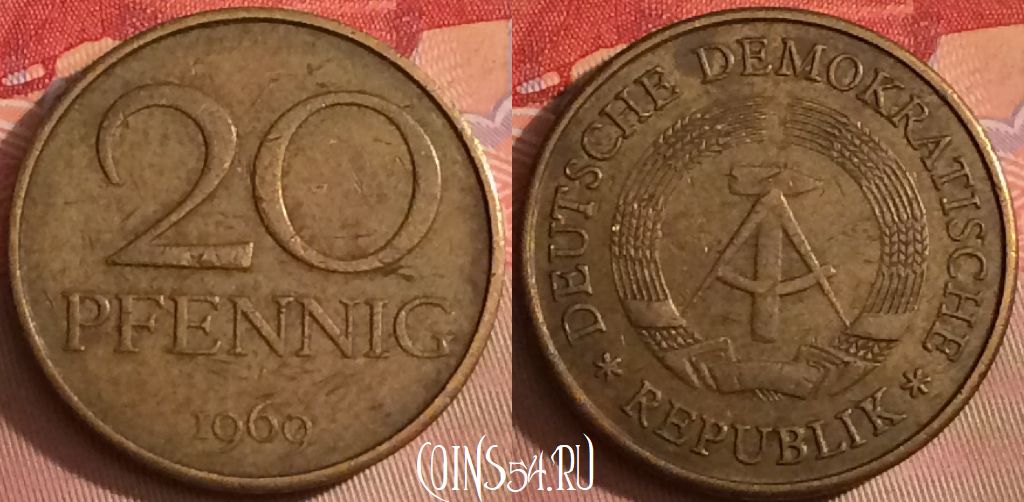 20
PFENNIG
1969
DEUTSCHE DEMOKRATISCHE
* REPUBLIK *
COINS54.RU